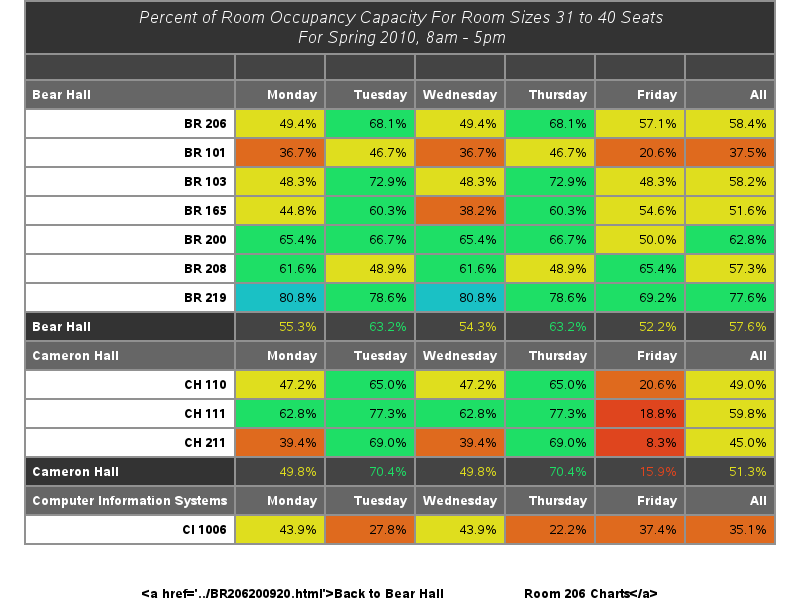 Percent of Room Occupancy Capacity For Room Sizes 31 to 40 Seats
For Spring 2010, 8am - 5pm
Bear Hall Monday Tuesday Wednesday Thursday Friday All
BR 206 49.4% 68.1% 49.4% 68.1% 57.1% 58.4%
BR 101 36.7% 46.7% 36.7% 46.7% 20.6% 37.5%
BR 103 48.3% 72.9% 48.3% 72.9% 48.3% 58.2%
BR 165 44.8% 60.3% 38.2% 60.3% 54.6% 51.6%
BR 200 65.4% 66.7% 65.4% 66.7% 50.0% 62.8%
BR 208 61.6% 48.9% 61.6% 48.9% 65.4% 57.3%
BR 219 80.8% 78.6% 80.8% 78.6% 69.2% 77.6%
Bear Hall 55.3% 63.2% 54.3% 63.2% 52.2% 57.6%
Cameron Hall Monday Tuesday Wednesday Thursday Friday All
CH 110 47.2% 65.0% 47.2% 65.0% 20.6% 49.0%
CH 111 62.8% 77.3% 62.8% 77.3% 18.8% 59.8%
CH 211 39.4% 69.0% 39.4% 69.0% 8.3% 45.0%
Cameron Hall 49.8% 70.4% 49.8% 70.4% 15.9% 51.3%
Computer Information Systems Monday Tuesday Wednesday Thursday Friday All
CI 1006 43.9% 27.8% 43.9% 22.2% 37.4% 35.1%
<a href='../BR206200920.html'>Back to Bear Hall Room 206 Charts</a>